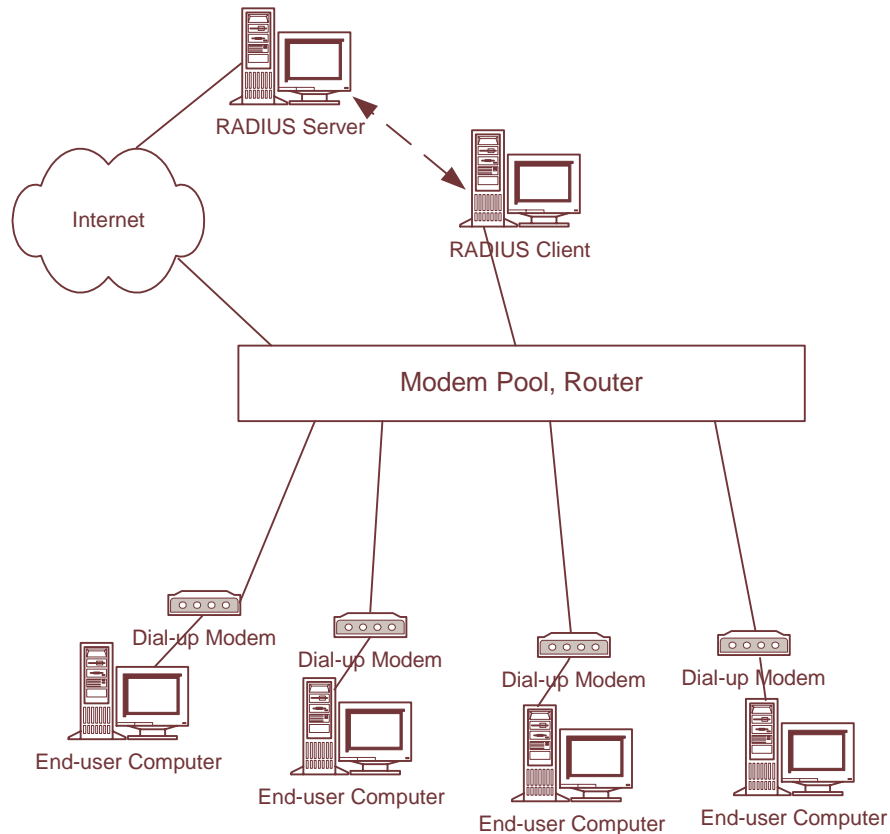 RADIUS Server
Internet
RADIUS Client
Modem Pool, Router
Dial-up Modem
Dial-up Modem
Dial-up Modem
Dial-up Modem
End-user Computer
End-user Computer
End-user Computer
End-user Computer